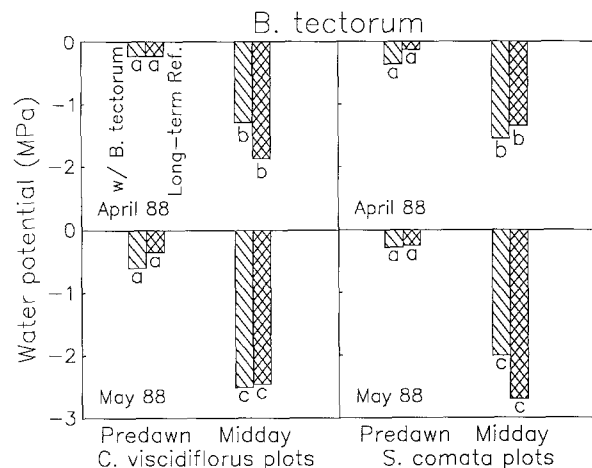 B. tectorum
Water potential (MPa)
0
-1
-2
0
-1
-2
-3
w/ B. tectorum
Long-term Ref.
a a
b
b
April 88
a
a
b
b
April 88
a
a
c c
May 88
a a
c
c
May 88
Predawn Midday
Predawn Midday
C. viscidiflorus plots
S. comata plots